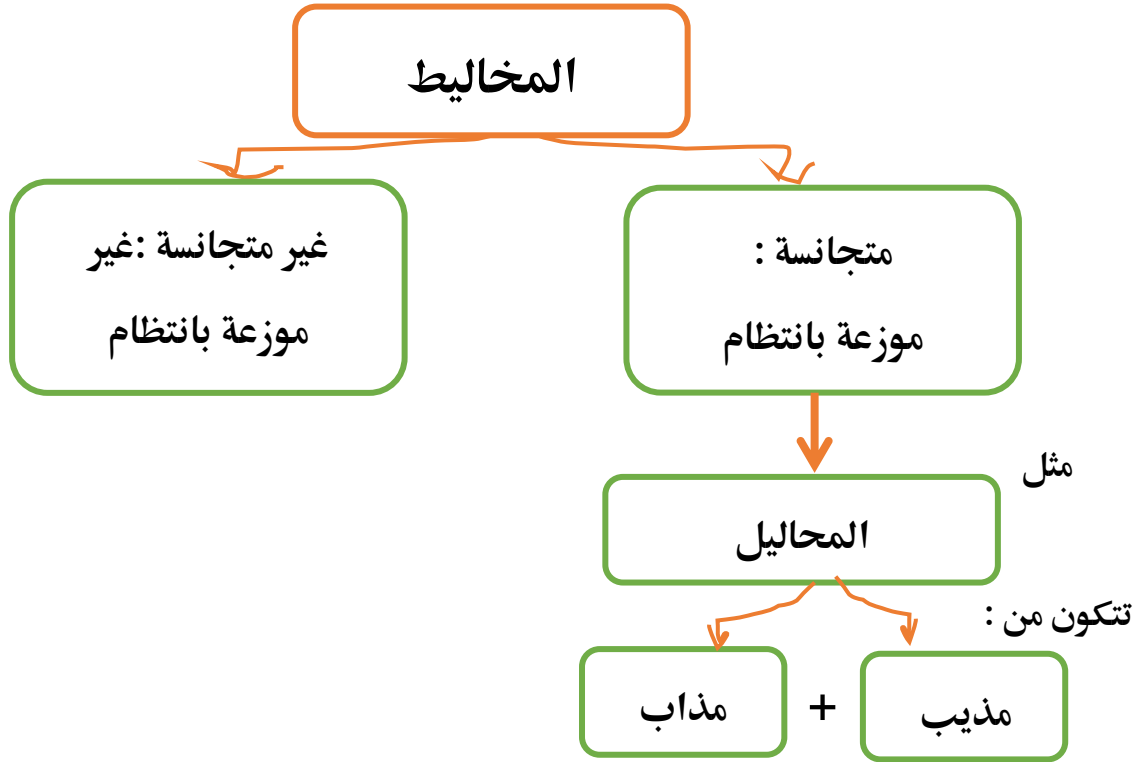 المخاليط
متجانسة :
موزعة بانتظام
غير متجانسة :غير
موزعة بانتظام
مثل
المحاليل
تتكون من :
مذيب + مذاب